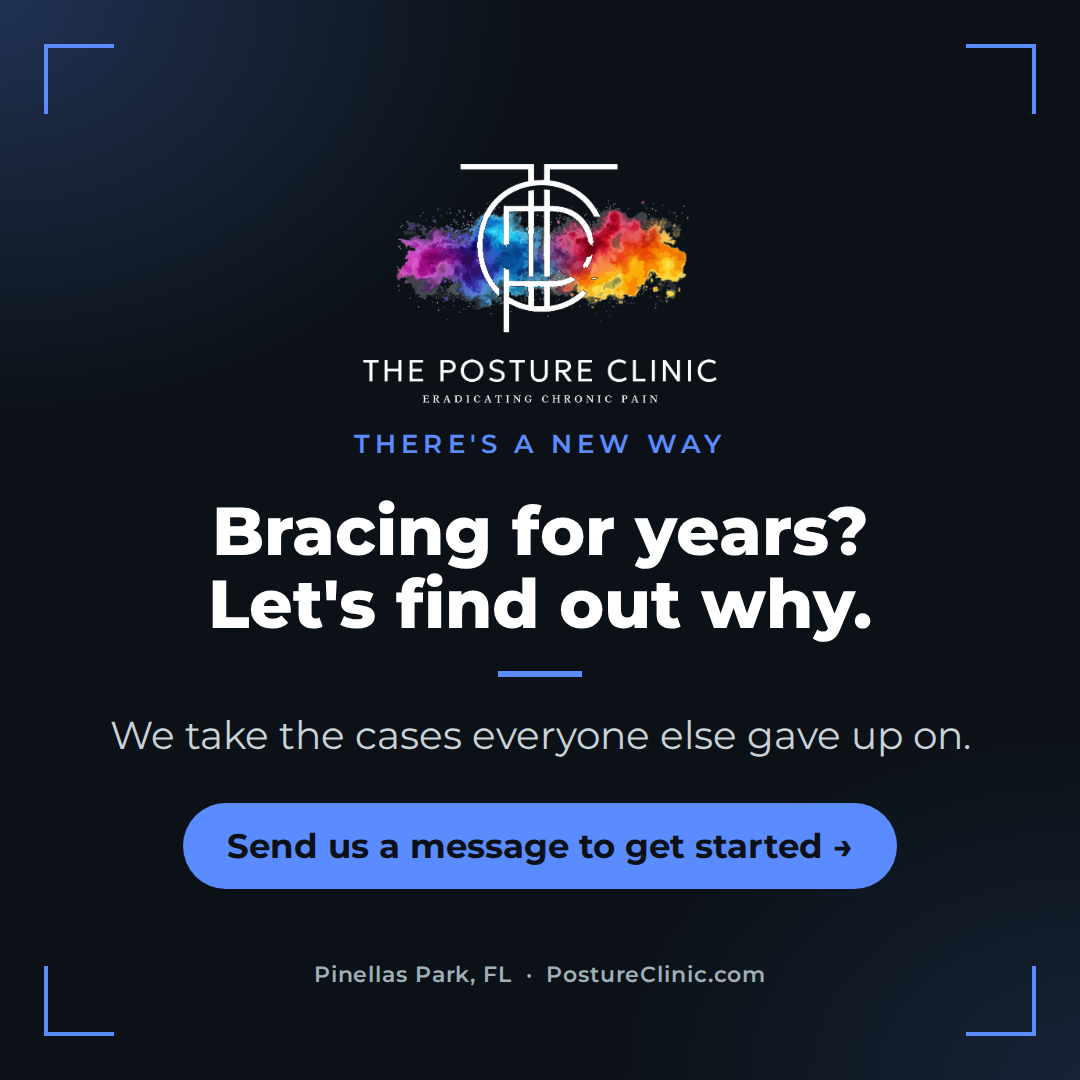 THE POSTURE CLINIC
ERADICATING CHRONIC PAIN
THERE'S A NEW WAY
Bracing for years?
Let's find out why.
We take the cases everyone else gave up on.
Send us a message to get started →
Pinellas Park, FL · PostureClinic.com